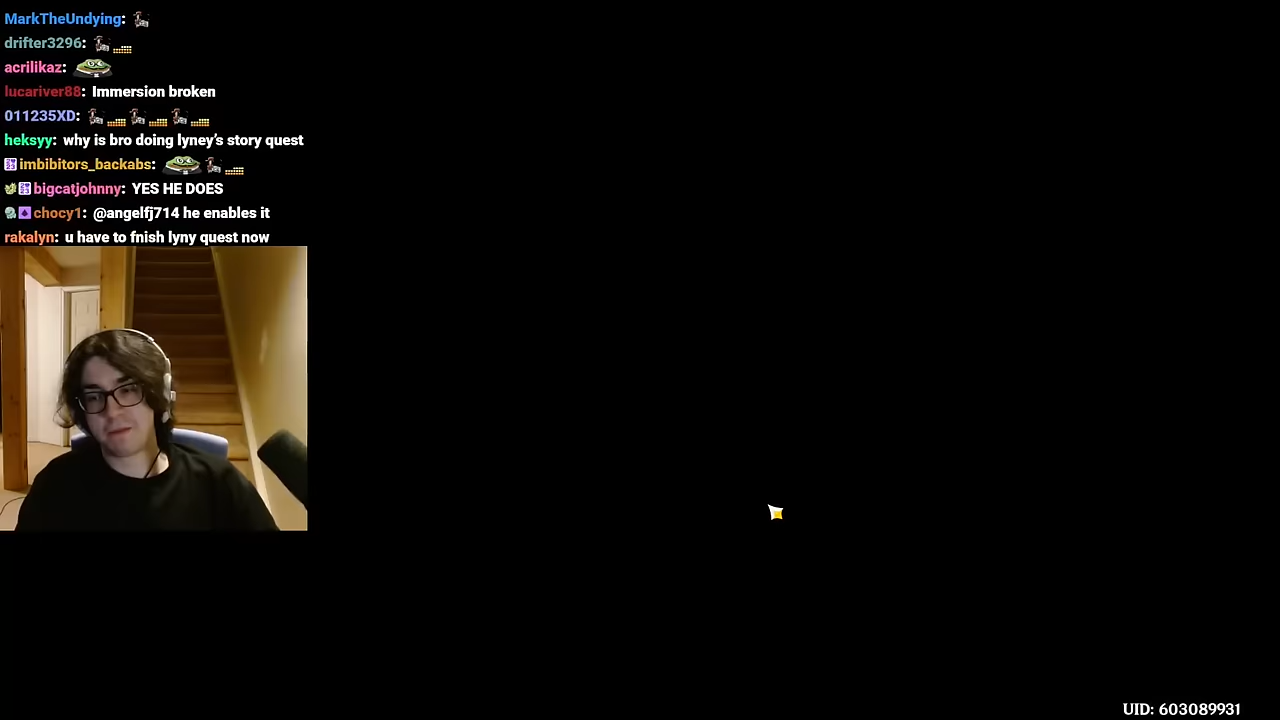 MarkTheUndying:
drifter3296:
acrilikaz:
lucariver88: Immersion broken
011235XD:
heksyy: why is bro doing lyney’s story quest
imbibitors_backabs:
bigcatjohnny: YES HE DOES
chocy1: @angelfj714 he enables it
rakalyn: u have to fnish lyny quest now
UID: 603089931